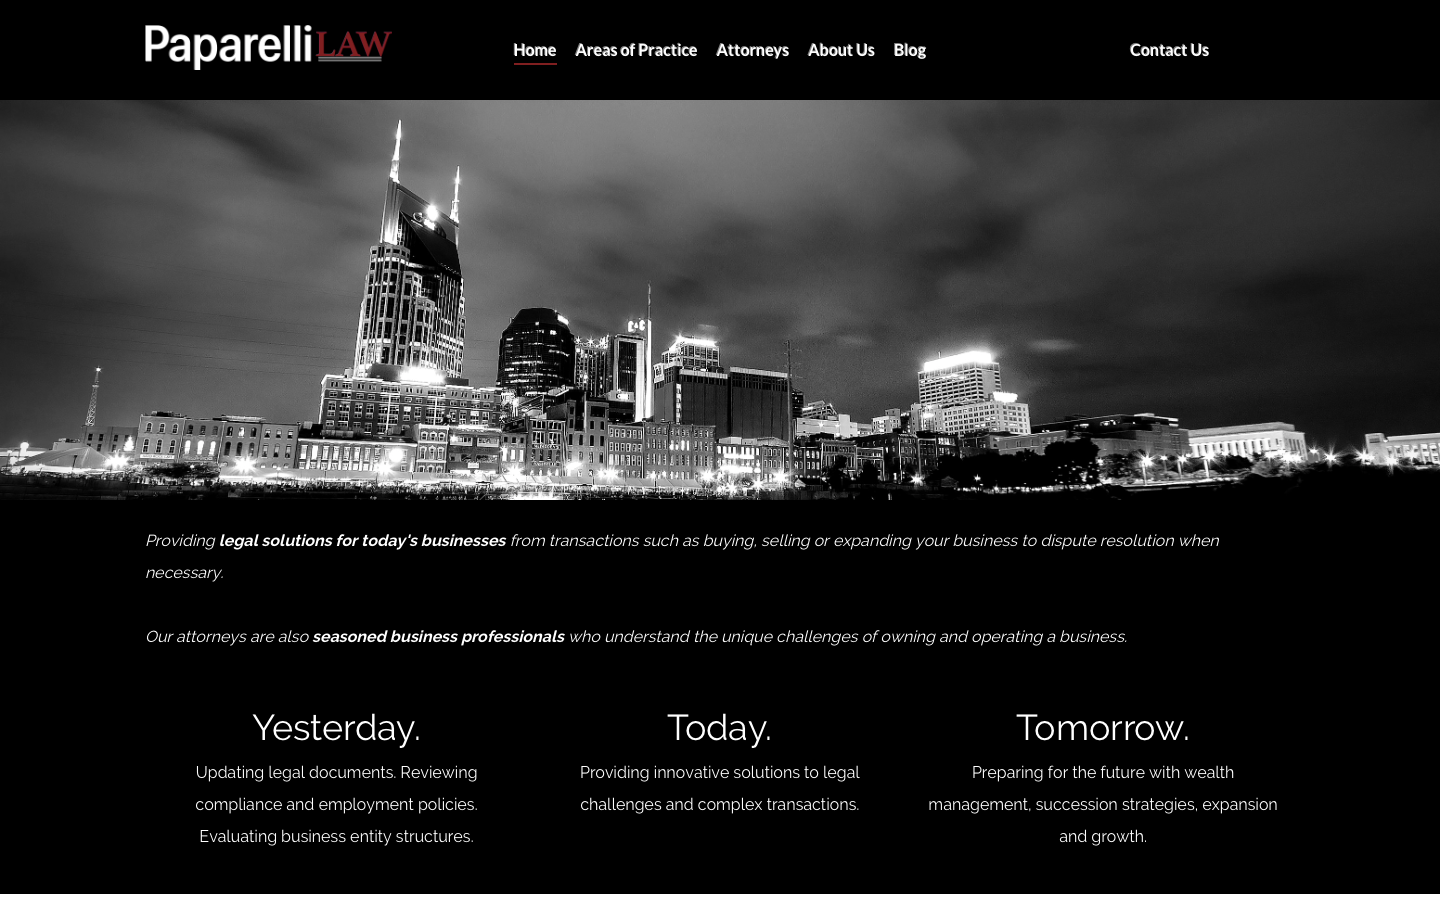 Paparelli LAW
Home Areas of Practice Attorneys About Us Blog Contact Us
Providing legal solutions for today's businesses from transactions such as buying, selling or expanding your business to dispute resolution when
necessary.
Our attorneys are also seasoned business professionals who understand the unique challenges of owning and operating a business.
Yesterday.
Updating legal documents. Reviewing
compliance and employment policies.
Evaluating business entity structures.
Today.
Providing innovative solutions to legal
challenges and complex transactions.
Tomorrow.
Preparing for the future with wealth
management, succession strategies, expansion
and growth.